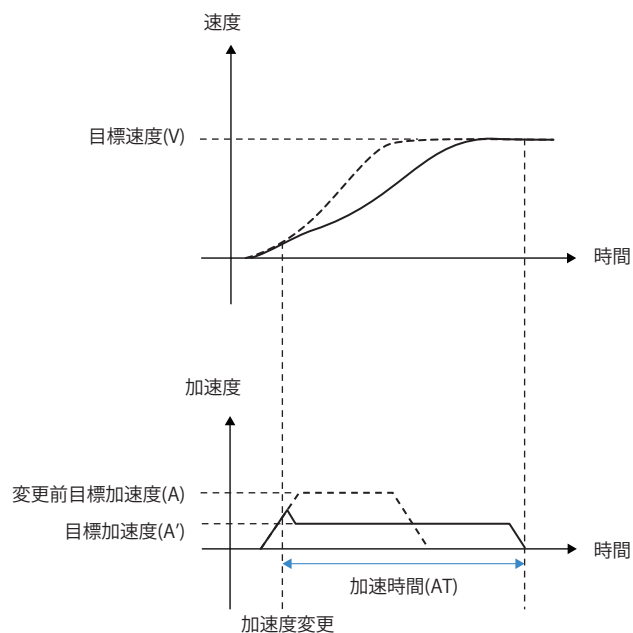 速度
目標速度(V)
時間
加速度
変更前目標加速度(A)
目標加速度(A’)
時間
加速時間(AT)
加速度変更